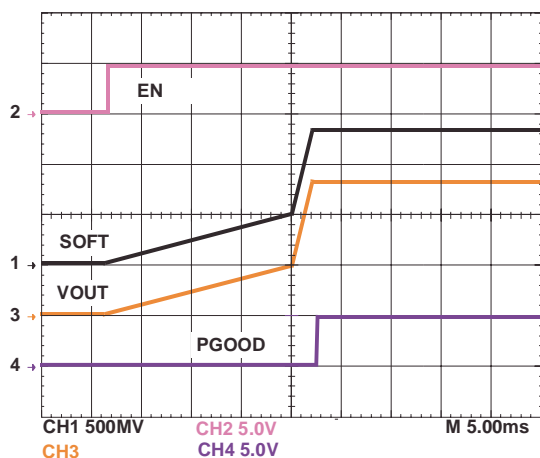 EN
2
SOFT
1
VOUT
3
PGOOD
4
CH1 500MV CH2 5.0V M 5.00ms
CH3 CH4 5.0V